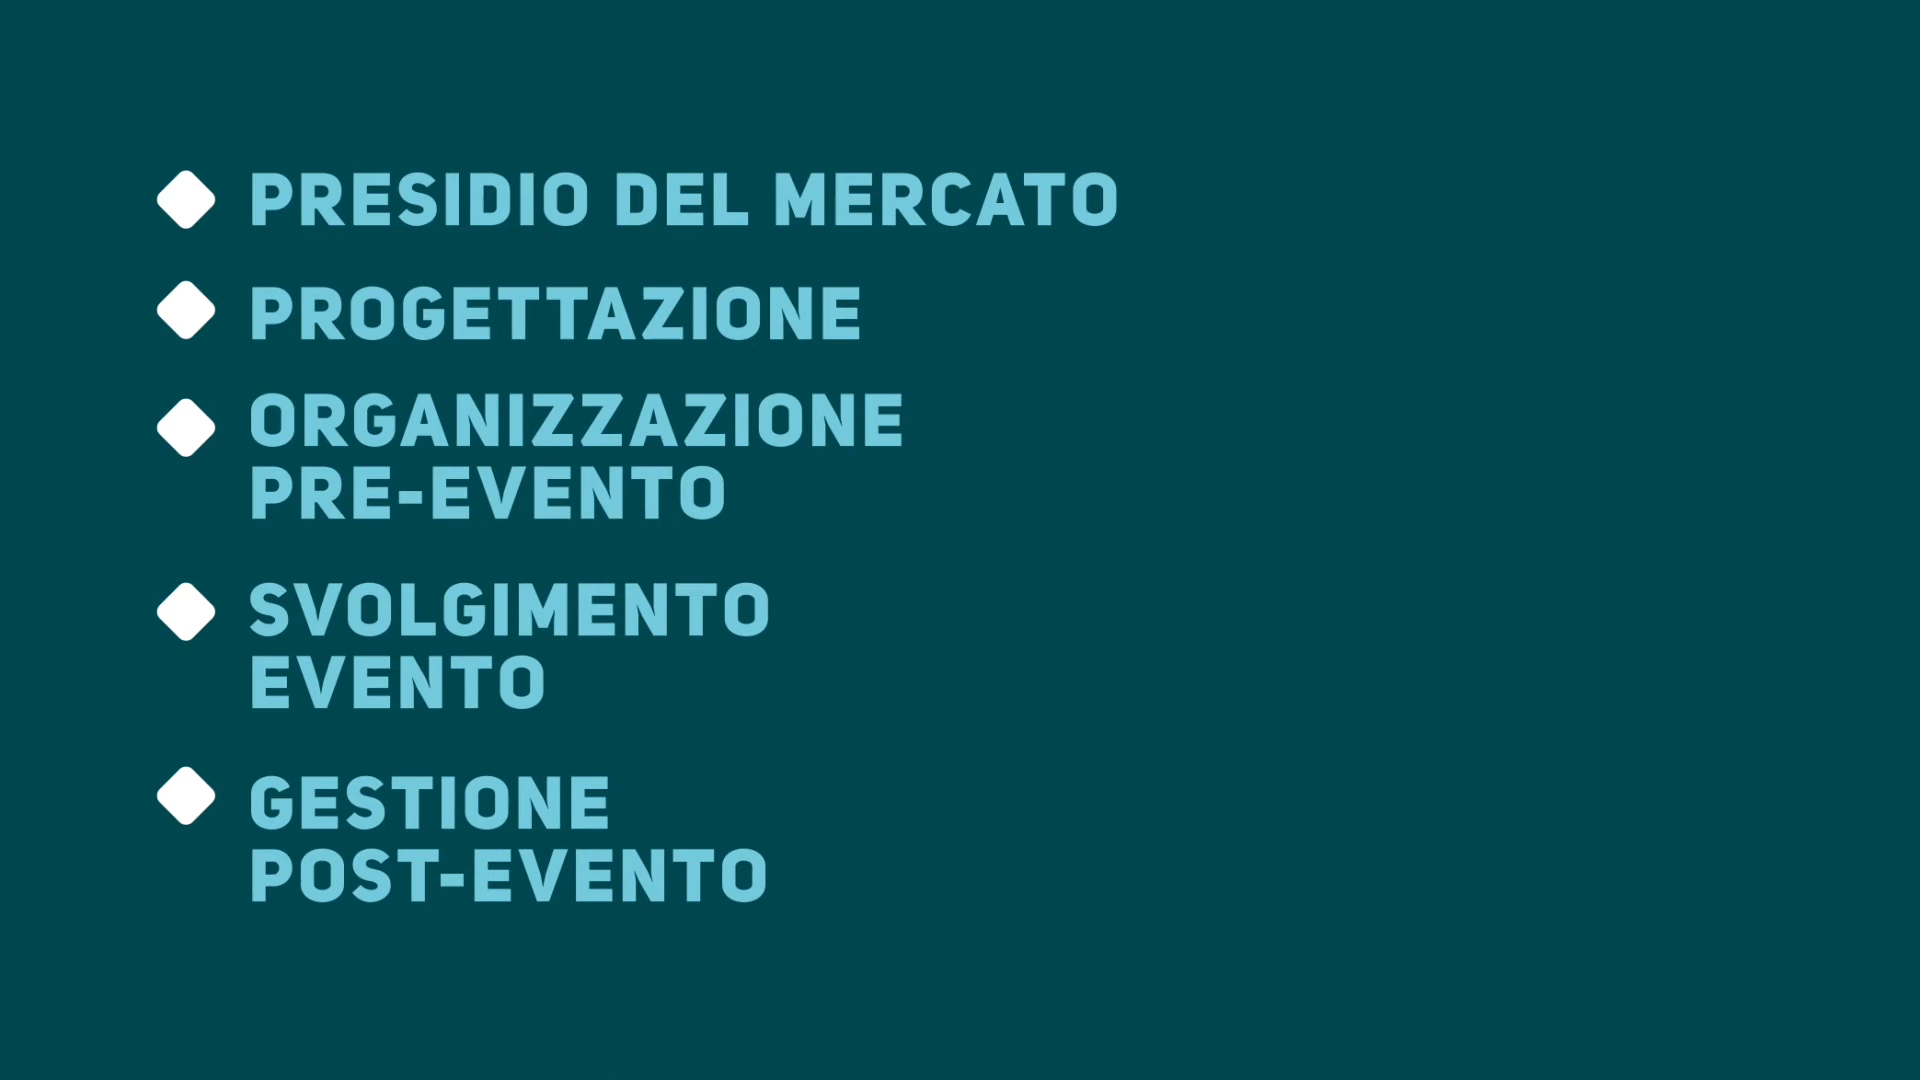 PRESIDIO DEL MERCATO
PROGETTAZIONE
ORGANIZZAZIONE
PRE-EVENTO
SVOLGIMENTO
EVENTO
GESTIONE
POST-EVENTO